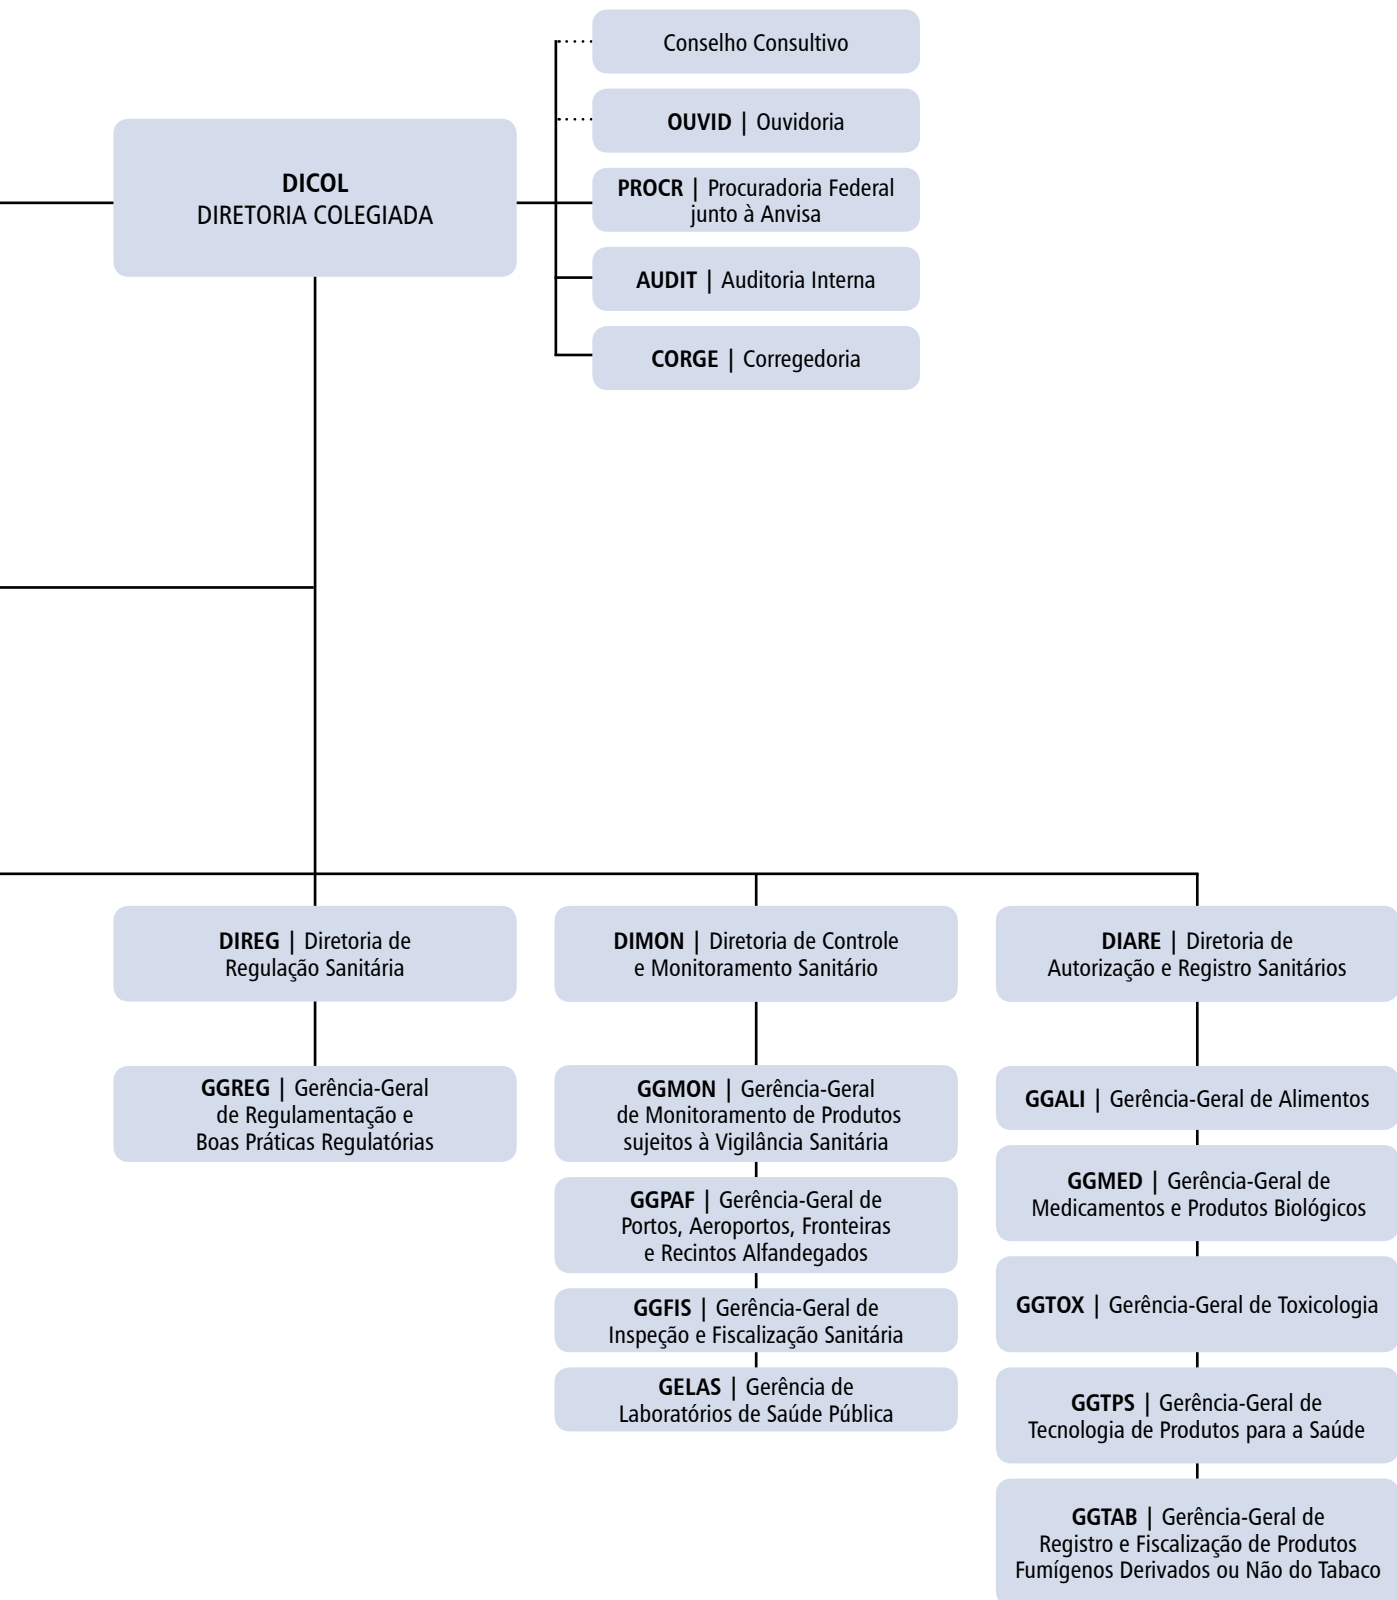 Conselho Consultivo
OUVID | Ouvidoria
PROCR | Procuradoria Federal
junto à Anvisa
AUDIT | Auditoria Interna
CORGE | Corregedoria
DICOL
DIRETORIA COLEGIADA
DIREG | Diretoria de
Regulação Sanitária
GGREG | Gerência-Geral
de Regulamentação e
Boas Práticas Regulatórias
DIMON | Diretoria de Controle
e Monitoramento Sanitário
GGMON | Gerência-Geral
de Monitoramento de Produtos
sujeitos à Vigilância Sanitária
GGPAF | Gerência-Geral de
Portos, Aeroportos, Fronteiras
e Recintos Alfandegados
GGFIS | Gerência-Geral de
Inspeção e Fiscalização Sanitária
GELAS | Gerência de
Laboratórios de Saúde Pública
DIARE | Diretoria de
Autorização e Registro Sanitários
GGALI | Gerência-Geral de Alimentos
GGMED | Gerência-Geral de
Medicamentos e Produtos Biológicos
GGTOX | Gerência-Geral de Toxicologia
GGTPS | Gerência-Geral de
Tecnologia de Produtos para a Saúde
GGTAB | Gerência-Geral de
Registro e Fiscalização de Produtos
Fumígenos Derivados ou Não do Tabaco